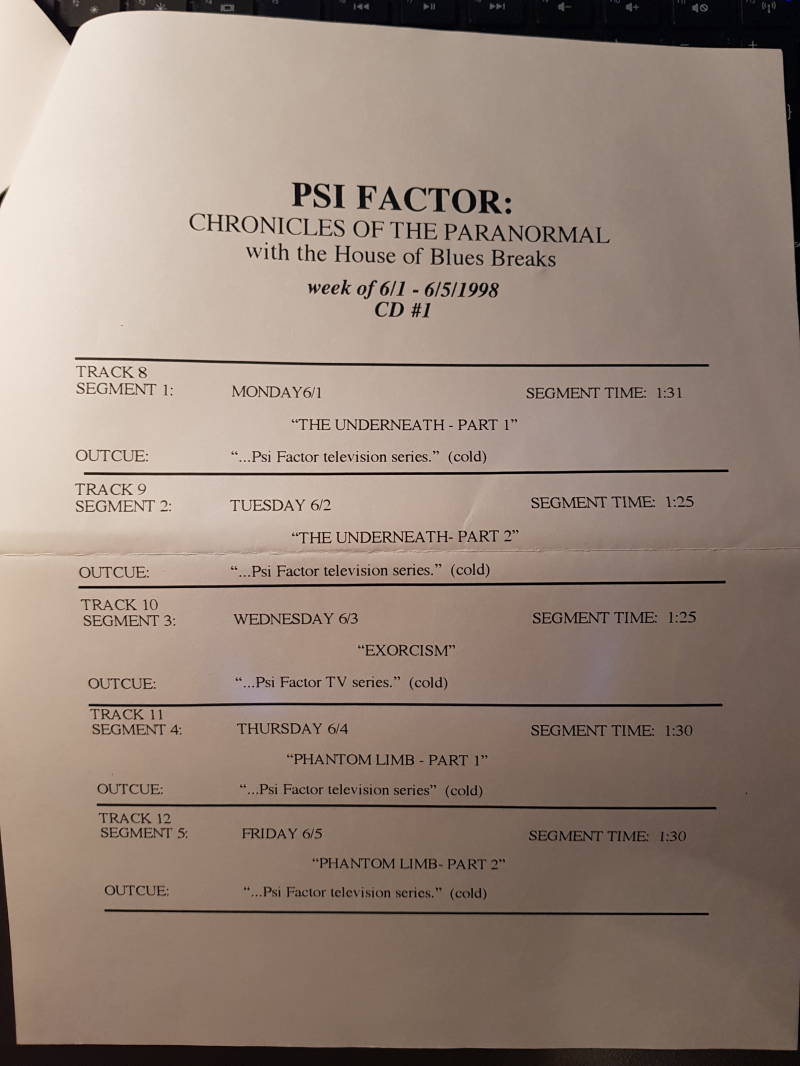 PSI FACTOR:
CHRONICLES OF THE PARANORMAL
with the House of Blues Breaks
week of 6/1 - 6/5/1998
CD #1
TRACK 8
SEGMENT 1: MONDAY6/1 SEGMENT TIME: 1:31
“THE UNDERNEATH - PART 1”
OUTCUE: “...Psi Factor television series.” (cold)
TRACK 9
SEGMENT 2: TUESDAY 6/2 SEGMENT TIME: 1:25
“THE UNDERNEATH- PART 2”
OUTCUE: “...Psi Factor television series.” (cold)
TRACK 10
SEGMENT 3: WEDNESDAY 6/3 SEGMENT TIME: 1:25
“EXORCISM”
OUTCUE: “...Psi Factor TV series.” (cold)
TRACK 11
SEGMENT 4: THURSDAY 6/4 SEGMENT TIME: 1:30
“PHANTOM LIMB - PART 1”
OUTCUE: “...Psi Factor television series” (cold)
TRACK 12
SEGMENT 5: FRIDAY 6/5 SEGMENT TIME: 1:30
“PHANTOM LIMB- PART 2”
OUTCUE: “...Psi Factor television series.” (cold)